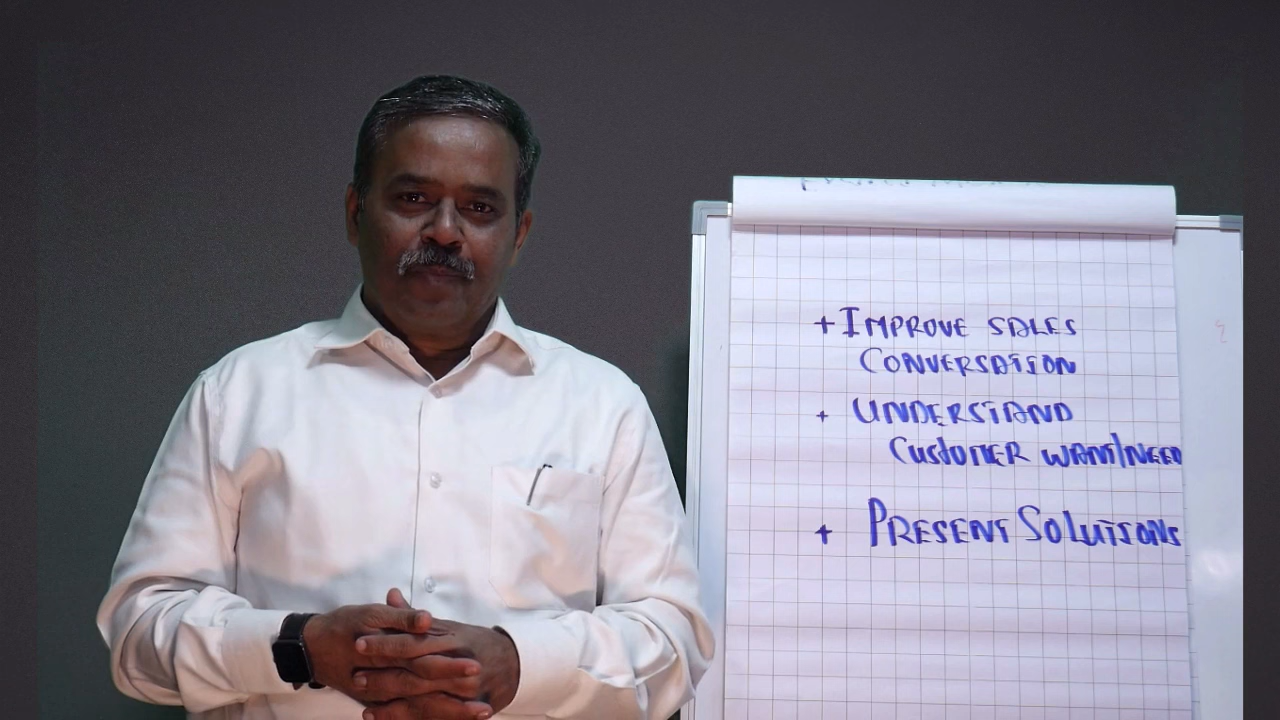 + IMPROVE SALES
CONVERSATION
+ UNDERSTAND
CUSTOMER WANT/NEED
+ PRESENT SOLUTIONS